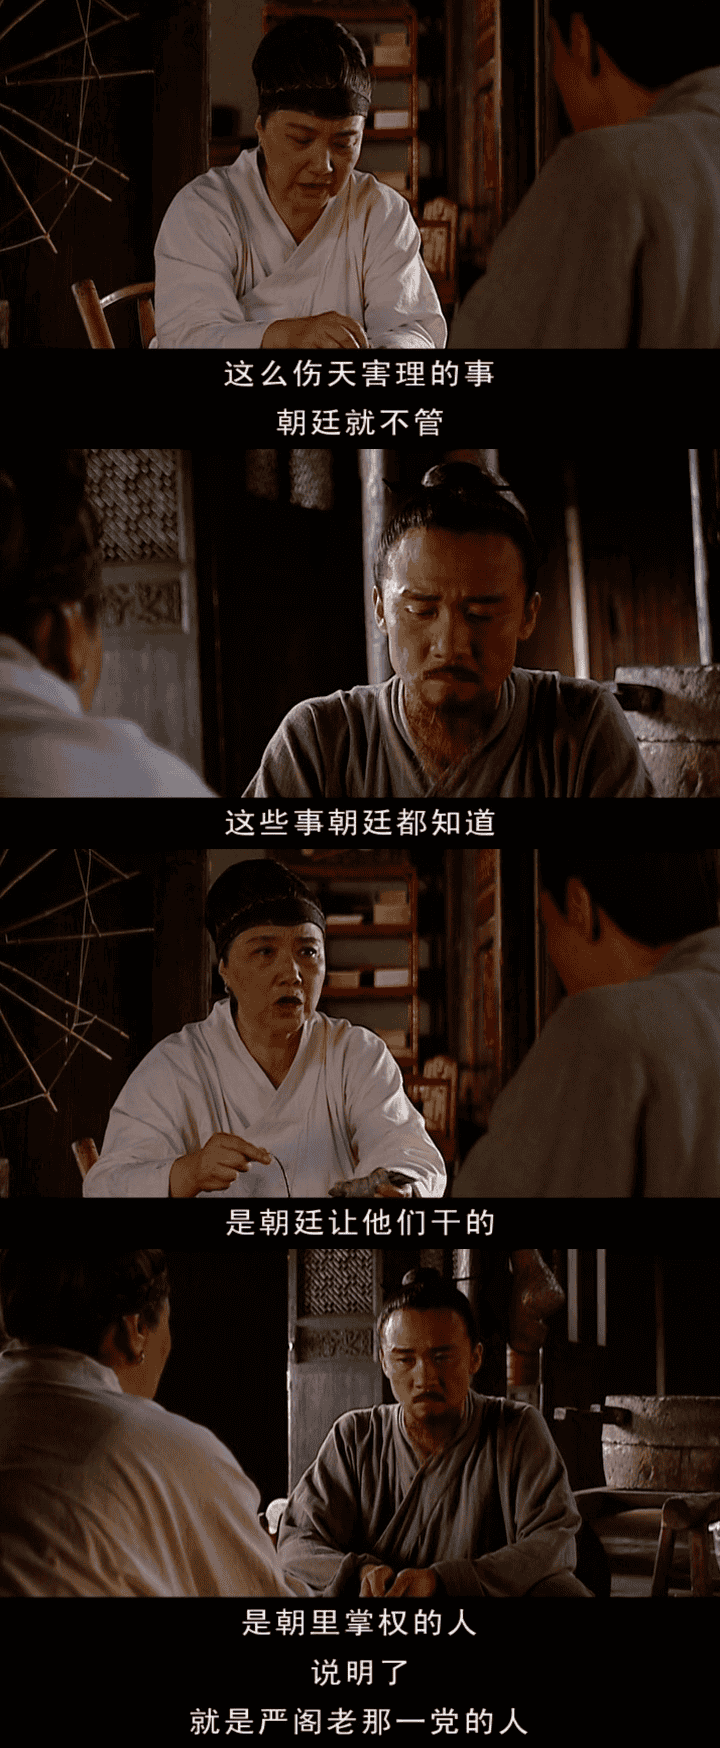 这么伤天害理的事
朝廷就不管
这些事朝廷都知道
是朝廷让他们干的
是朝里掌权的人
说明了
就是严阁老那一党的人